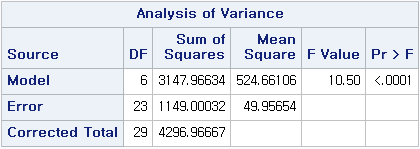 Analysis of Variance
Source DF Sum of Squares Mean Square F Value Pr > F
Model 6 3147.96634 524.66106 10.50 <.0001
Error 23 1149.00032 49.95654
Corrected Total 29 4296.96667